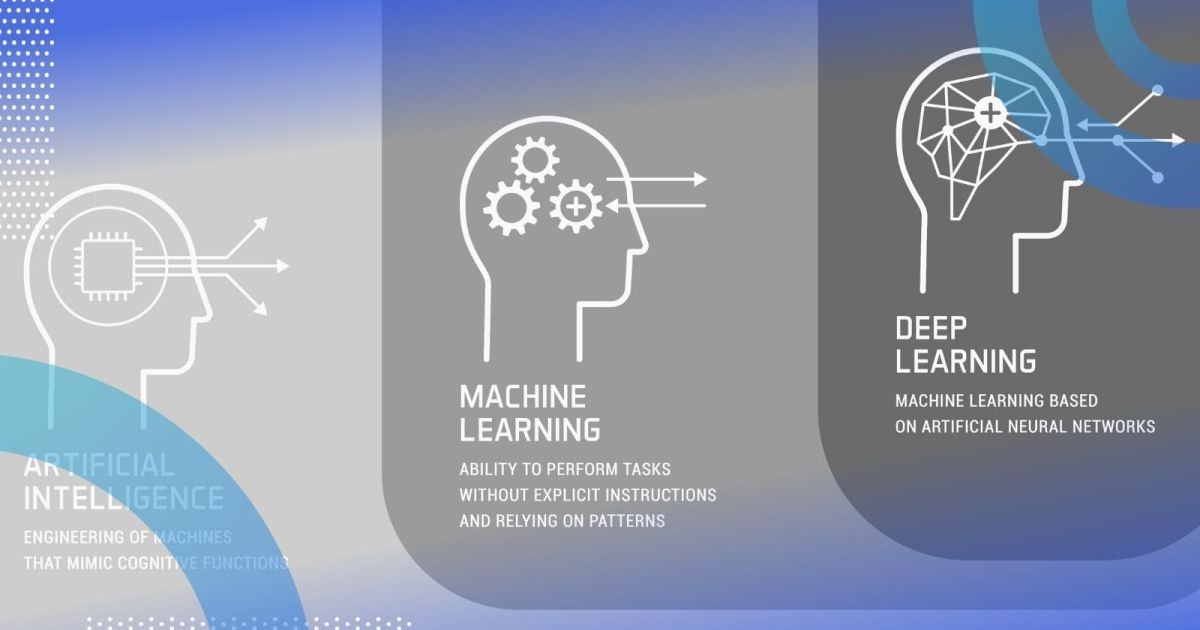 ARTIFICIAL
INTELLIGENCE
ENGINEERING OF MACHINES
THAT MIMIC COGNITIVE FUNCTIONS
MACHINE
LEARNING
ABILITY TO PERFORM TASKS
WITHOUT EXPLICIT INSTRUCTIONS
AND RELYING ON PATTERNS
DEEP
LEARNING
MACHINE LEARNING BASED
ON ARTIFICIAL NEURAL NETWORKS